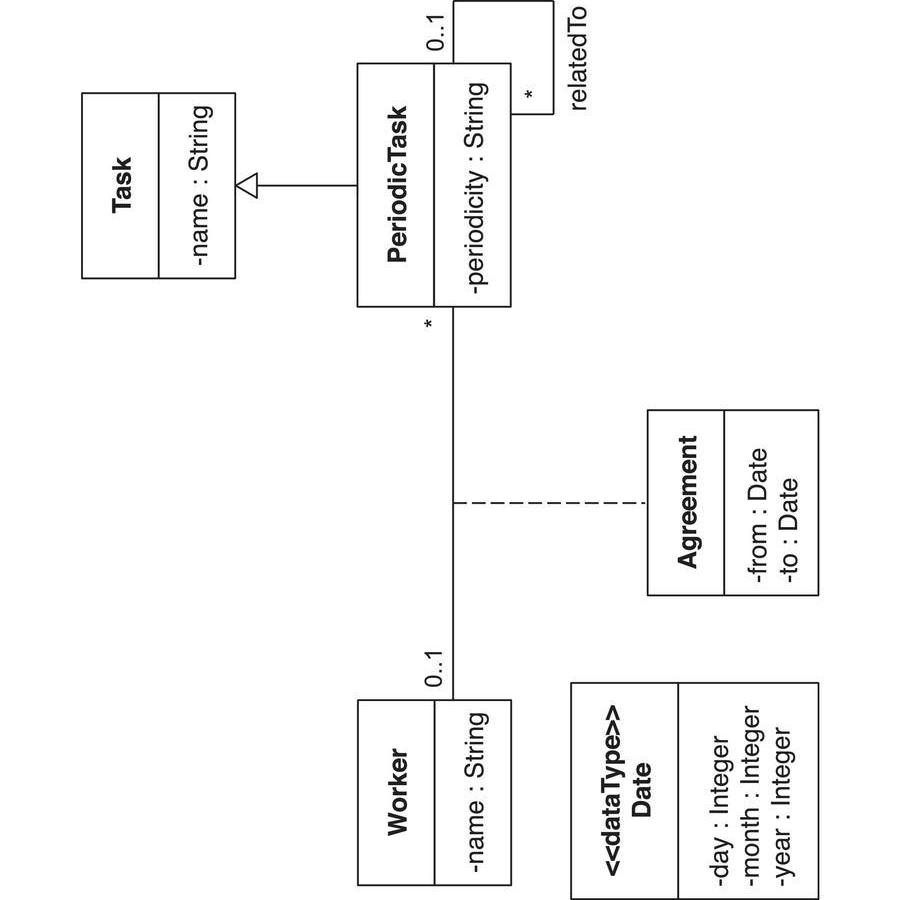 Task
-name : String
0..1
PeriodicTask
-periodicity : String
*
relatedTo
*
0..1
Worker
-name : String
Agreement
-from : Date
-to : Date
<<dataType>>
Date
-day : Integer
-month : Integer
-year : Integer